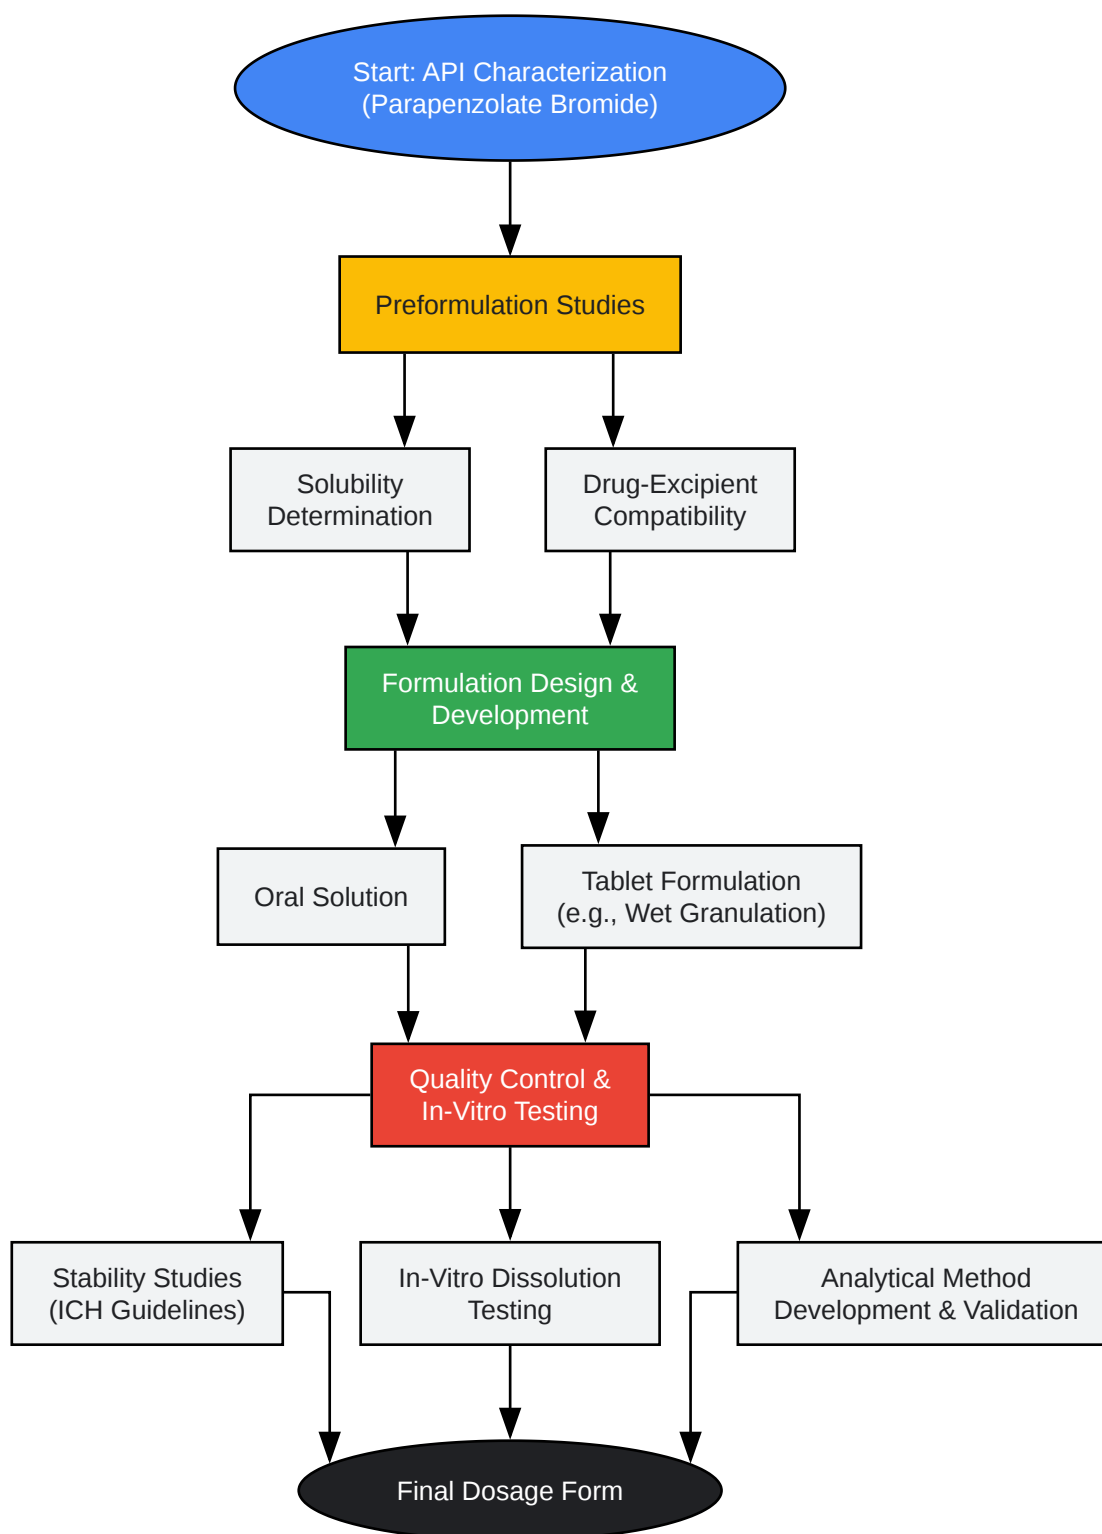 Start: API Characterization
(Parapenzolate Bromide)
Preformulation Studies
Solubility
Determination
Drug-Excipient
Compatibility
Formulation Design &
Development
Oral Solution
Tablet Formulation
(e.g., Wet Granulation)
Quality Control &
In-Vitro Testing
Stability Studies
(ICH Guidelines)
In-Vitro Dissolution
Testing
Analytical Method
Development & Validation
Final Dosage Form